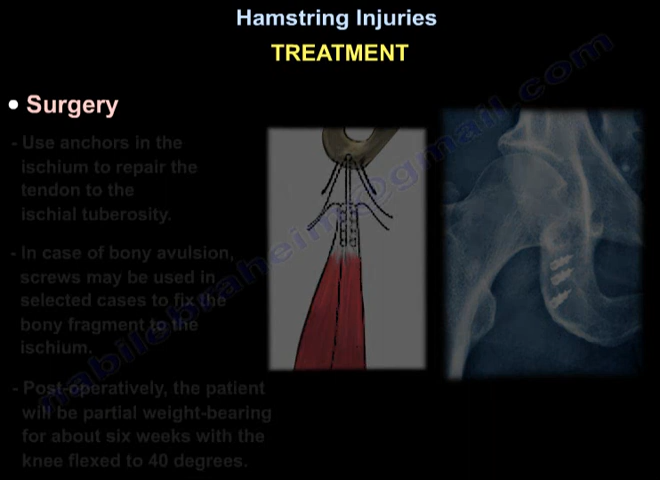 Hamstring Injuries
TREATMENT
• Surgery
- Use anchors in the
ischium to repair the
tendon to the
ischial tuberosity.
- In case of bony avulsion,
screws may be used in
selected cases to fix the
bony fragment to the
ischium.
- Post-operatively, the patient
will be partial weight-bearing
for about six weeks with the
knee flexed to 40 degrees.
nabilebraheim@gmail.com